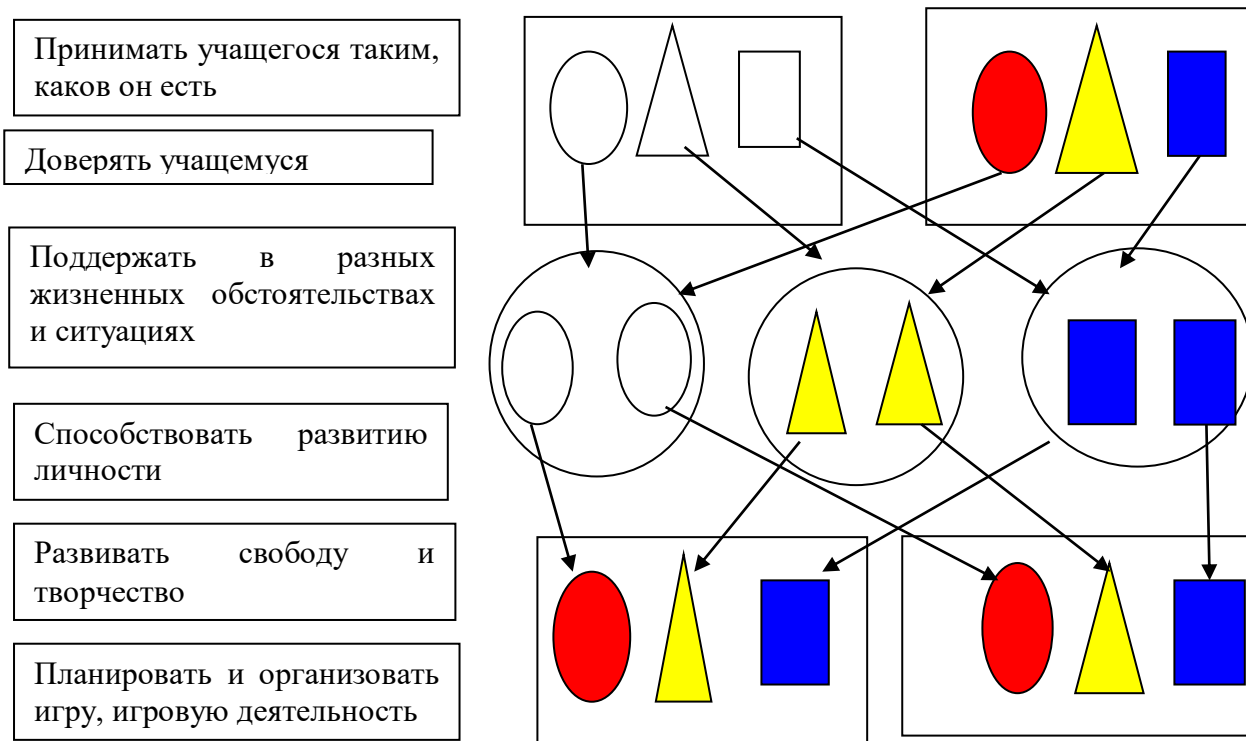 Принимать учащегося таким,
каков он есть
Доверять учащемуся
Поддержать в разных
жизненных обстоятельствах
и ситуациях
Способствовать развитию
личности
Развивать свободу и
творчество
Планировать и организовать
игру, игровую деятельность